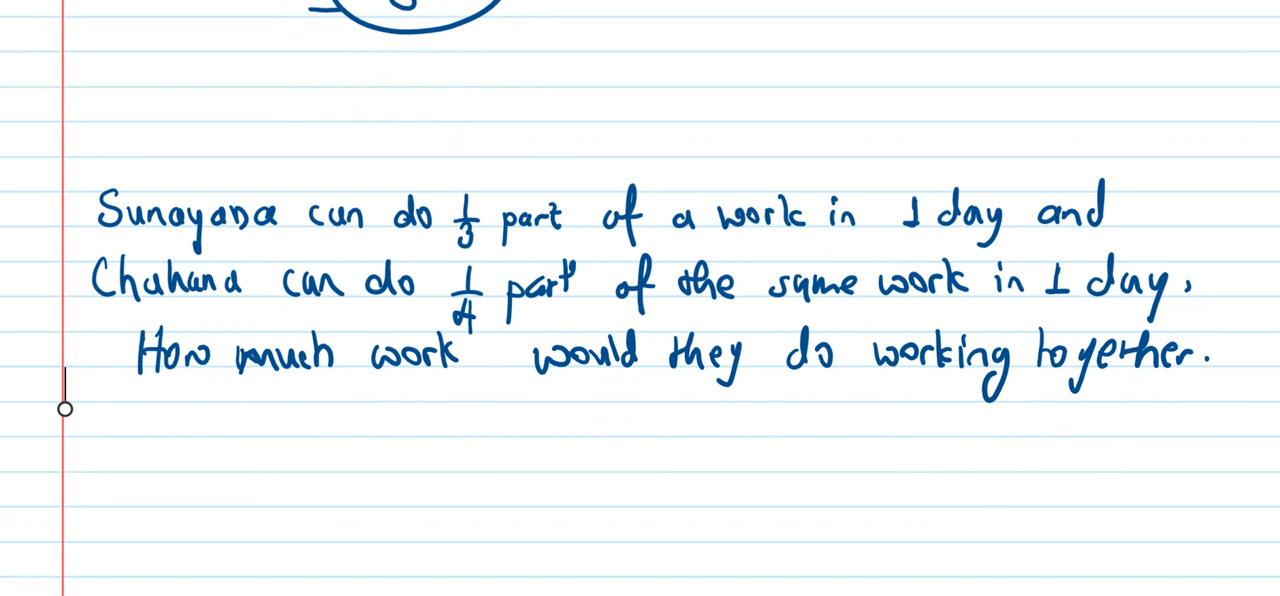 Sunayana can do 1/3 part of a work in 1 day and
Chahana can do 1/4 part of the same work in 1 day,
How much work would they do working together.